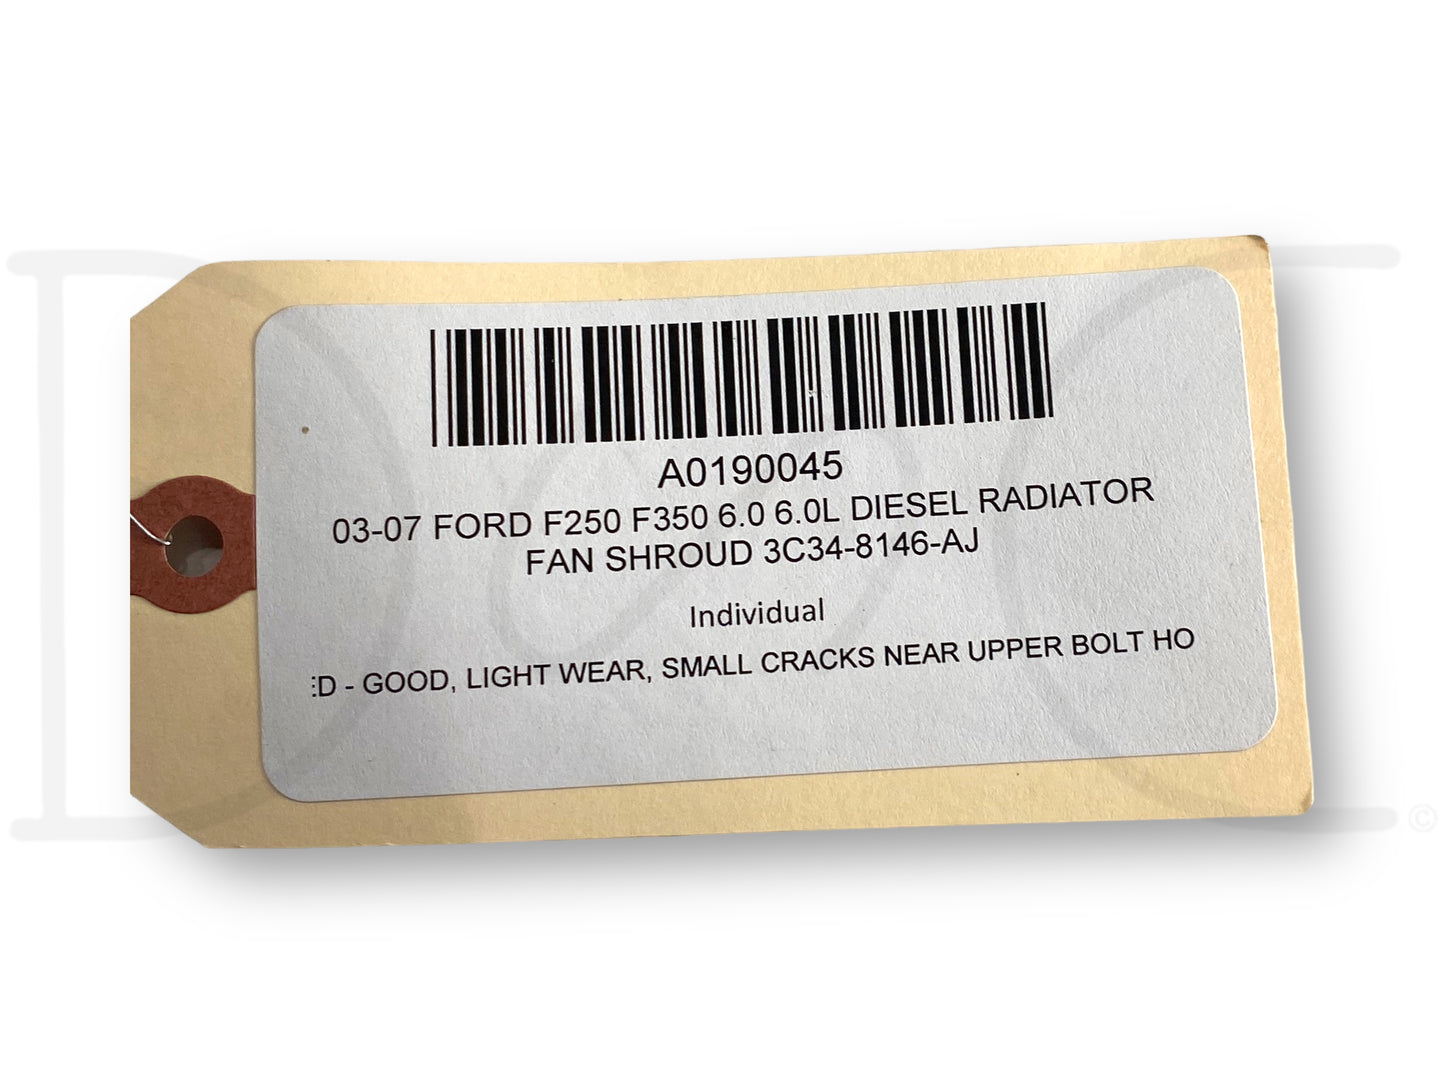 A0190045
03-07 FORD F250 F350 6.0 6.0L DIESEL RADIATOR
FAN SHROUD 3C34-8146-AJ
Individual
D - GOOD, LIGHT WEAR, SMALL CRACKS NEAR UPPER BOLT HO
©